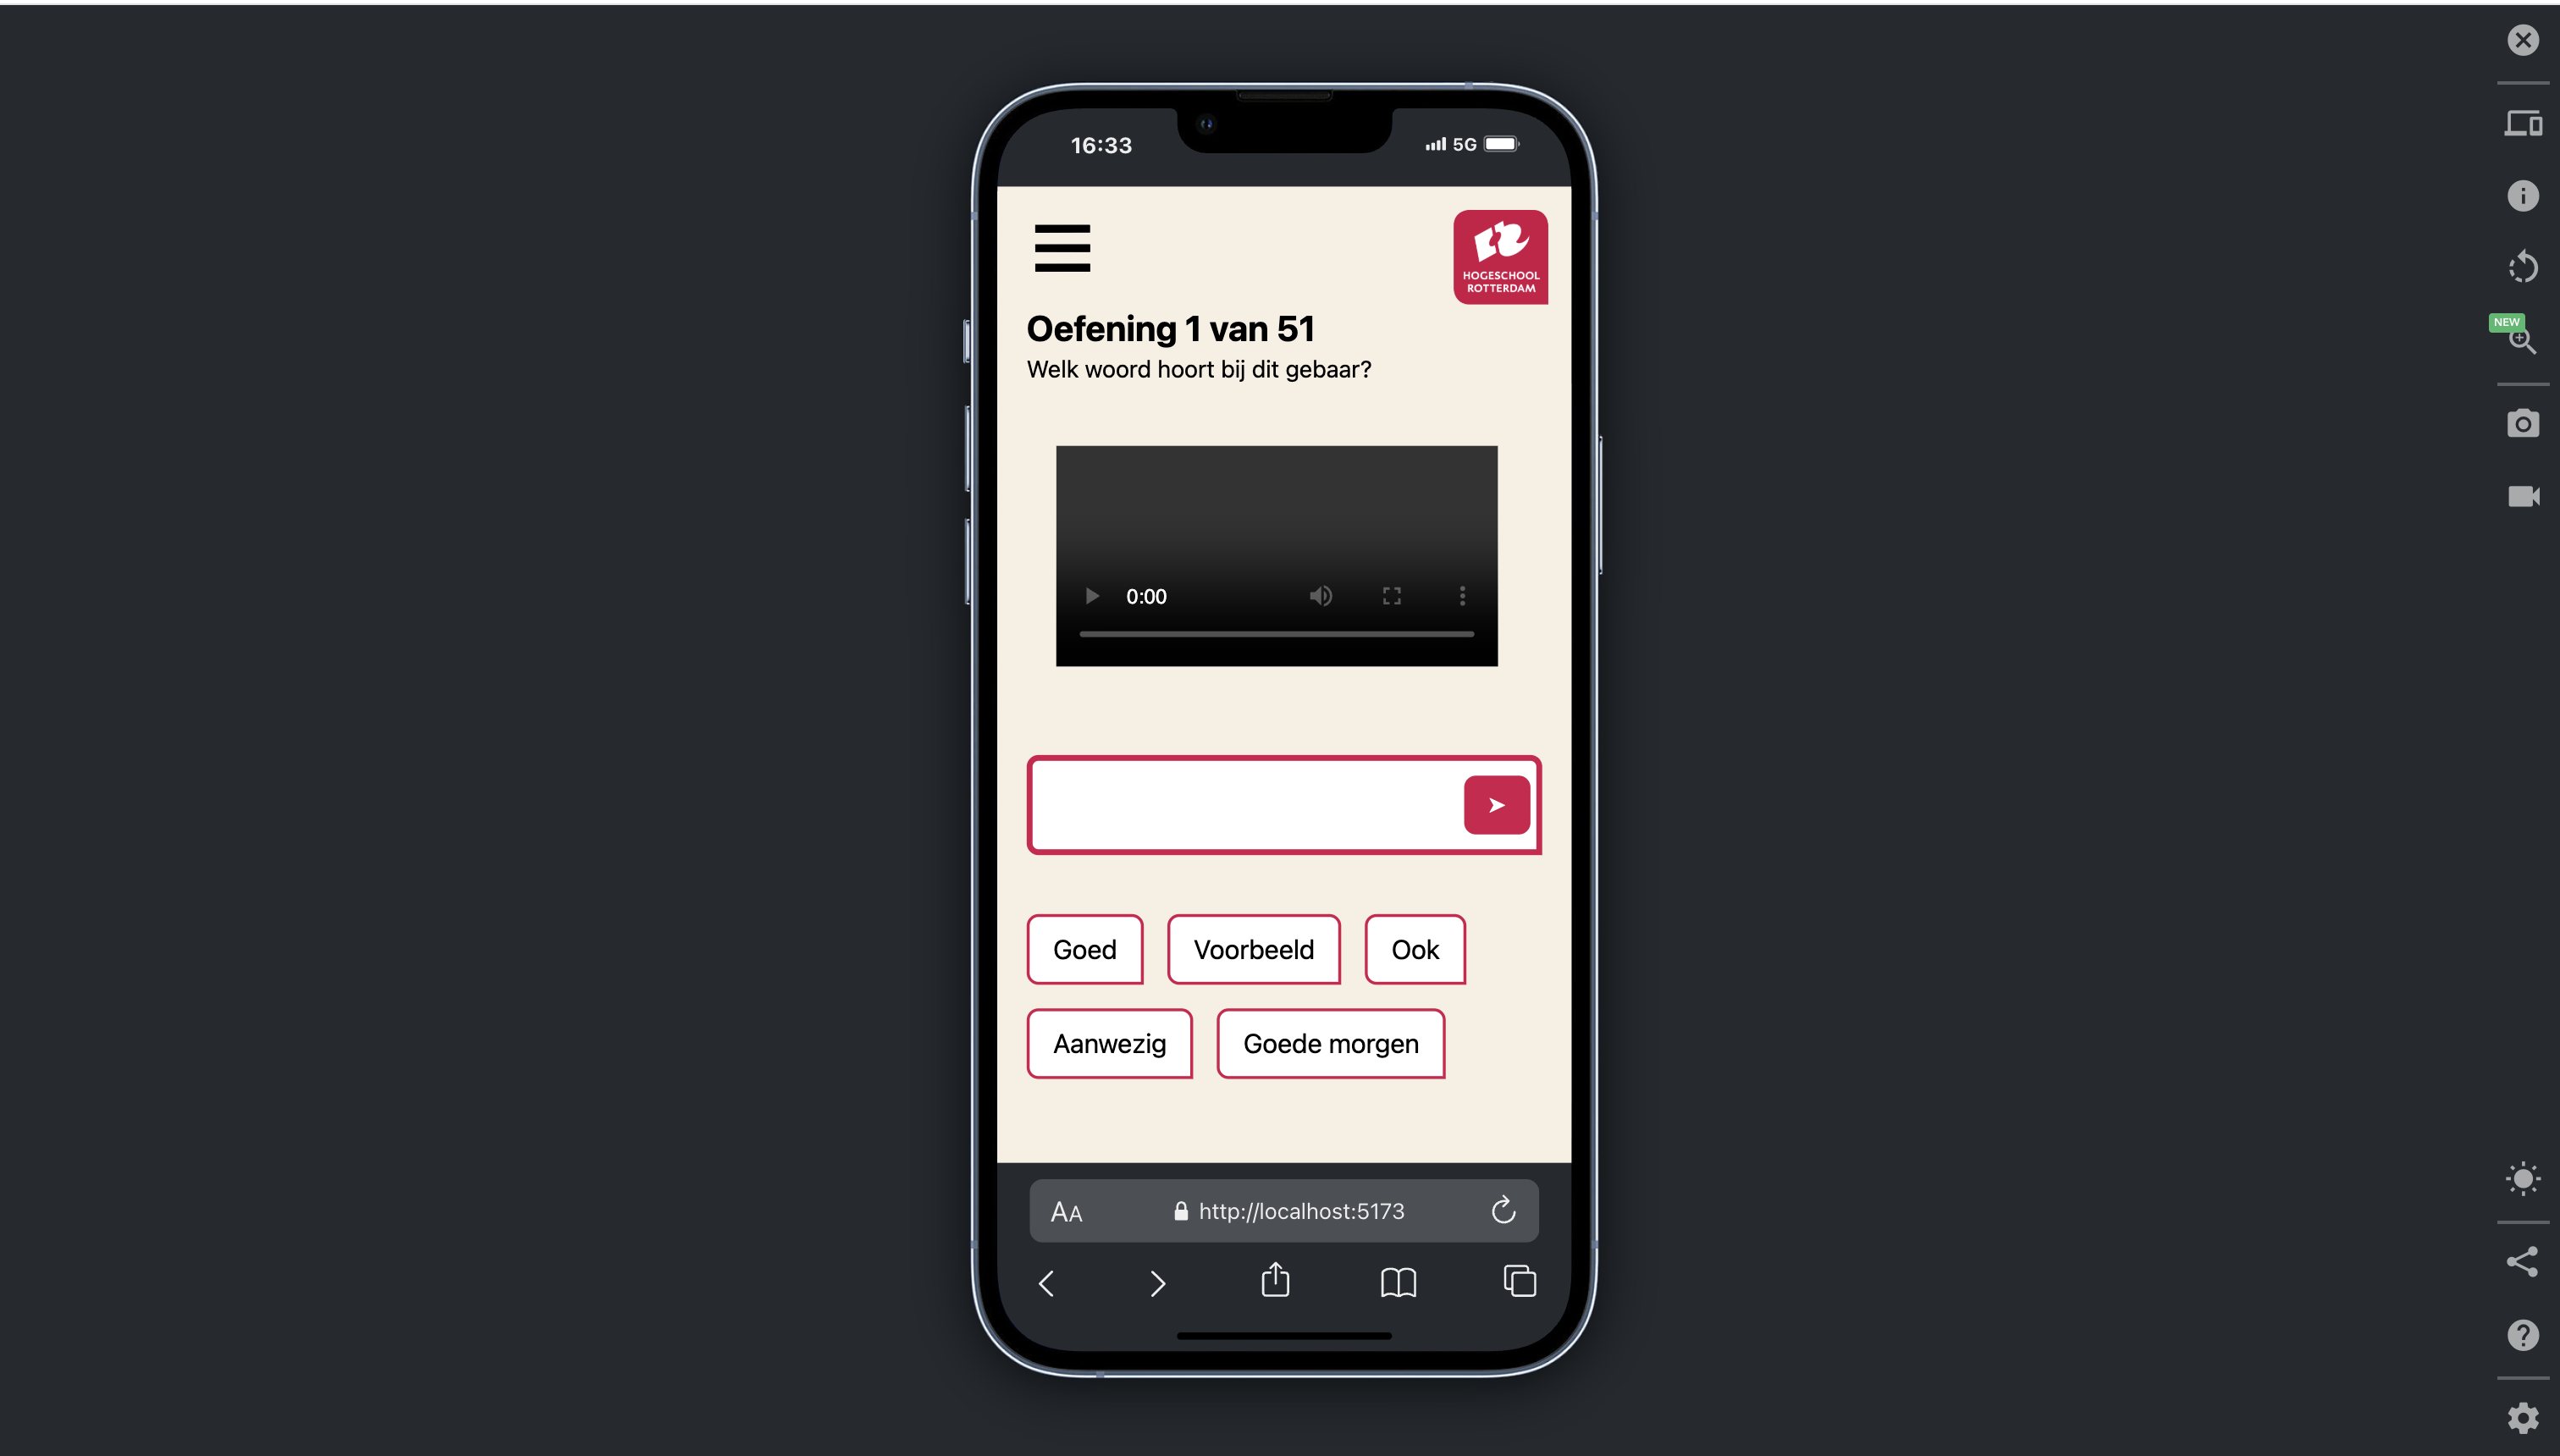 16:33 5G
HOGESCHOOL
ROTTERDAM
Oefening 1 van 51
Welk woord hoort bij dit gebaar?
0:00
Goed Voorbeeld Ook
Aanwezig Goede morgen
AA http://localhost:5173
NEW